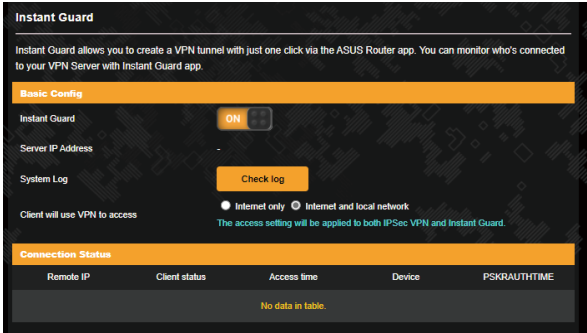 Instant Guard
Instant Guard allows you to create a VPN tunnel with just one click via the ASUS Router app. You can monitor who's connected
to your VPN Server with Instant Guard app.
Basic Config
Instant Guard
ON
Server IP Address
-
System Log
Check log
Client will use VPN to access
Internet only Internet and local network
The access setting will be applied to both IPSec VPN and Instant Guard.
Connection Status
Remote IP Client status Access time Device PSKRAUTHTIME
No data in table.